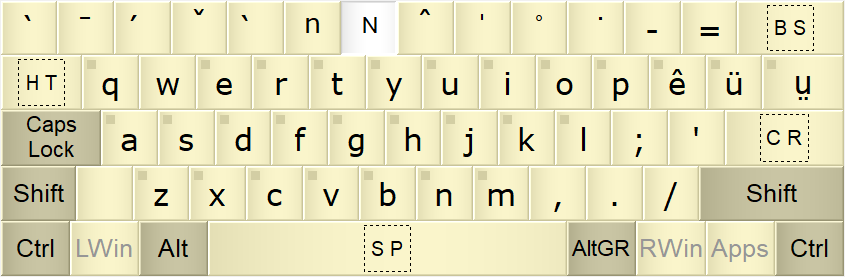 ` ¯ ´ ˇ ` n N ˆ ' ° ˙ - = BS
HT q w e r t y u i o p ê ü ṳ
Caps Lock a s d f g h j k l ; ' CR
Shift z x c v b n m , . / Shift
Ctrl LWin Alt SP AltGR RWin Apps Ctrl